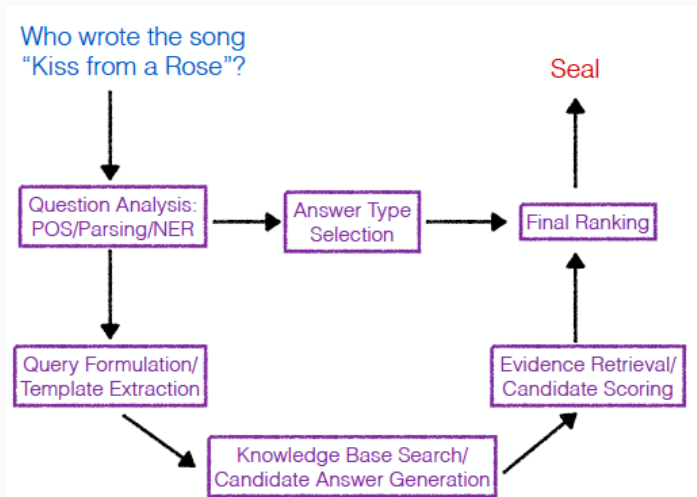 Who wrote the song
“Kiss from a Rose”?
Seal
Question Analysis:
POS/Parsing/NER
Answer Type
Selection
Final Ranking
Query Formulation/
Template Extraction
Evidence Retrieval/
Candidate Scoring
Knowledge Base Search/
Candidate Answer Generation